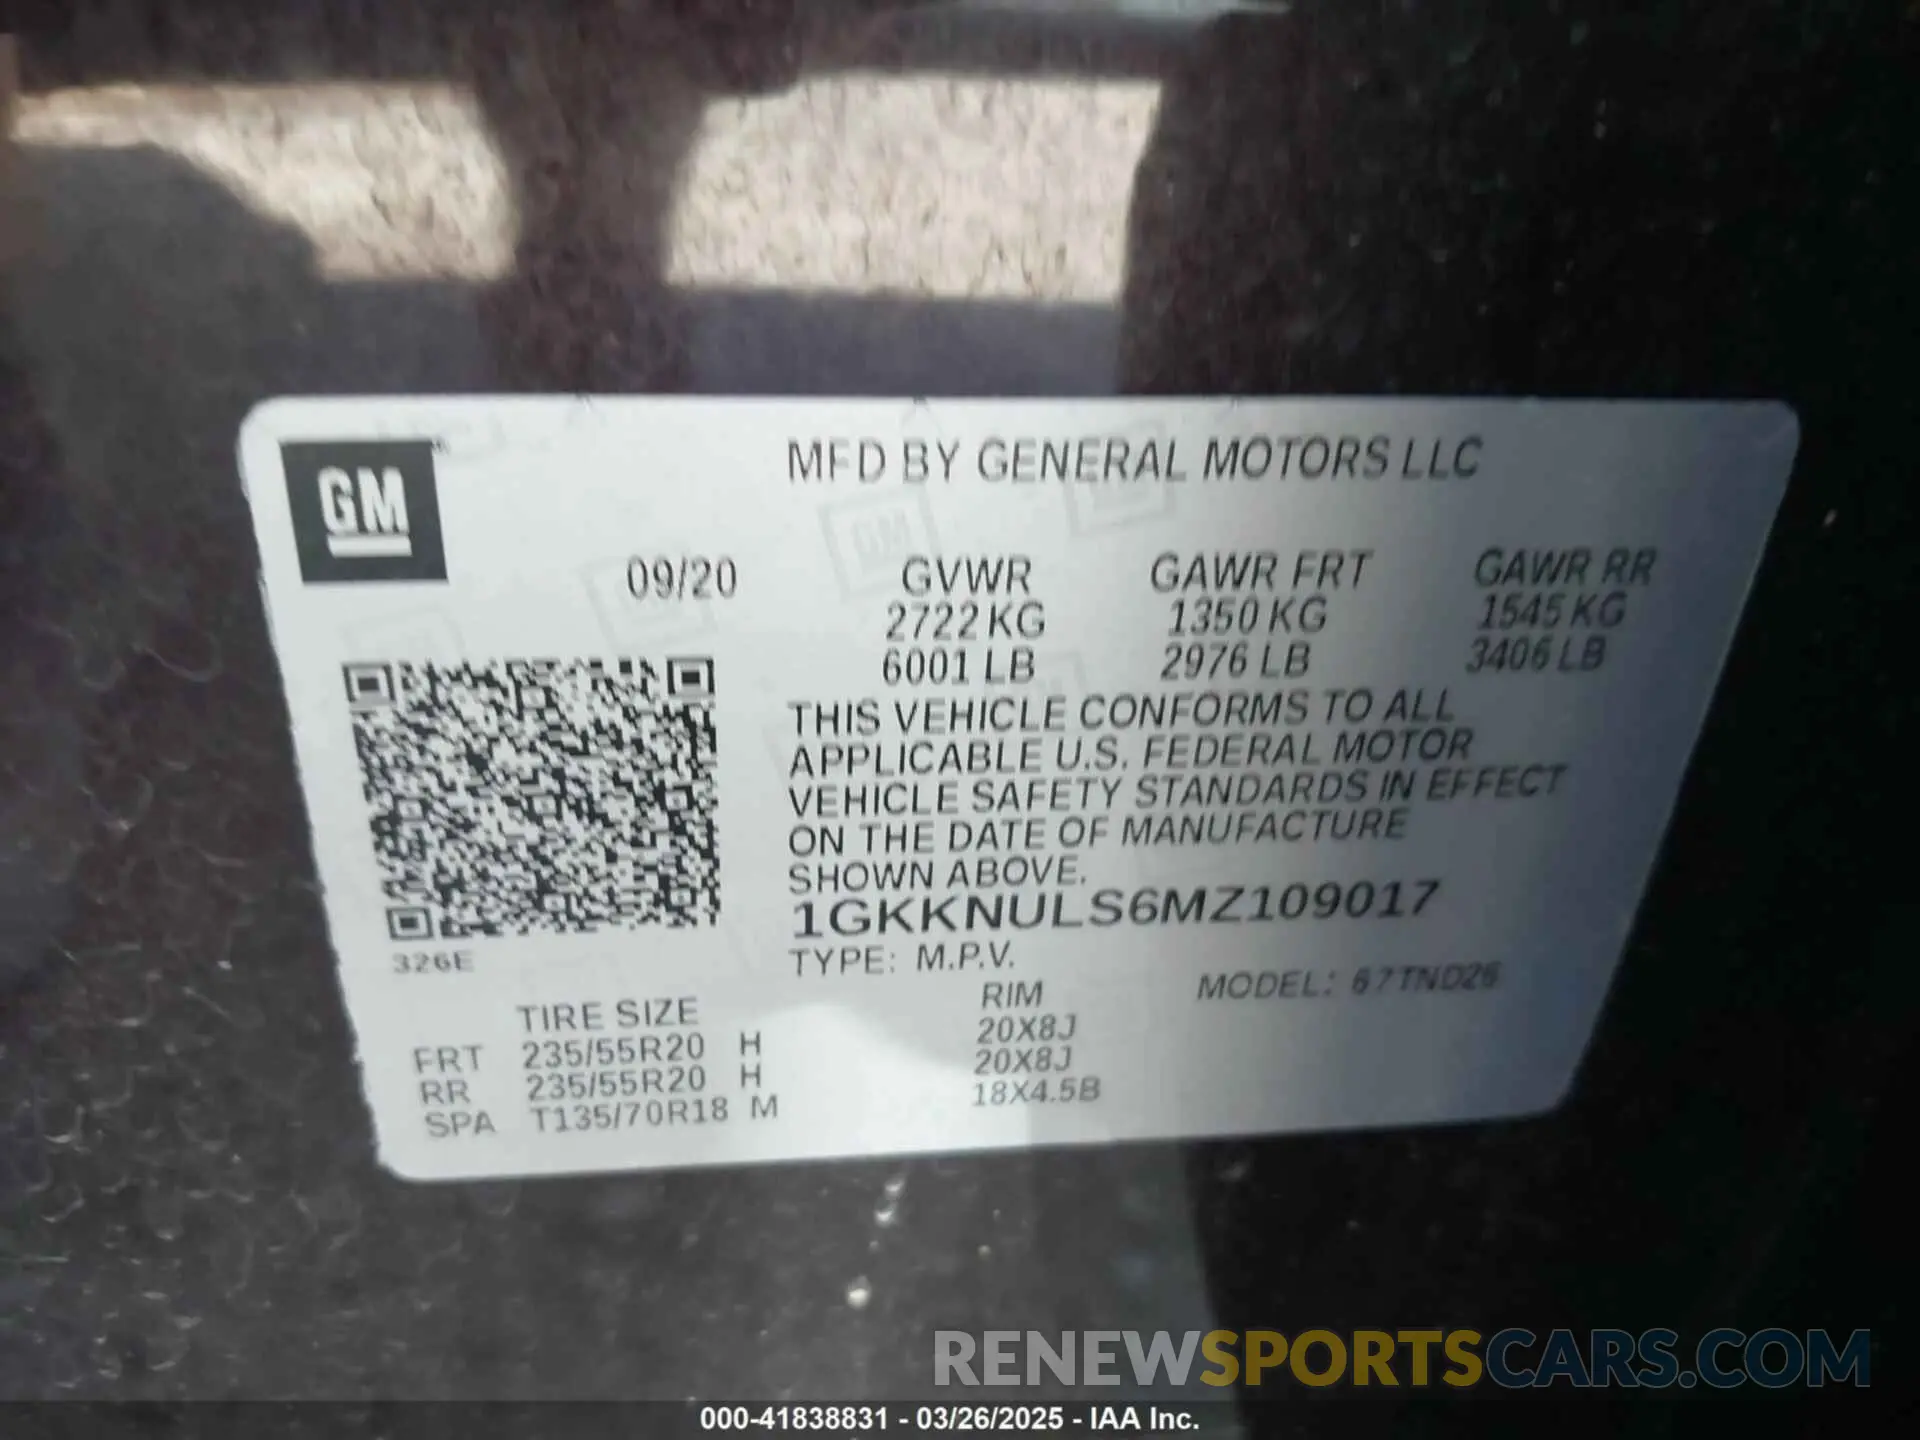 GM
MFD BY GENERAL MOTORS LLC
09/20 GVWR GAWR FRT GAWR RR
2722 KG 1350 KG 1545 KG
6001 LB 2976 LB 3406 LB
THIS VEHICLE CONFORMS TO ALL
APPLICABLE U.S. FEDERAL MOTOR
VEHICLE SAFETY STANDARDS IN EFFECT
ON THE DATE OF MANUFACTURE
SHOWN ABOVE.
1GKKNULS6MZ109017
326E
TYPE: M.P.V. MODEL: 67TND26
TIRE SIZE RIM
FRT 235/55R20 H 20X8J
RR 235/55R20 H 20X8J
SPA T135/70R18 M 18X4.5B
RENEWSPORTSCARS.COM
000-41838831 - 03/26/2025 - IAA Inc.